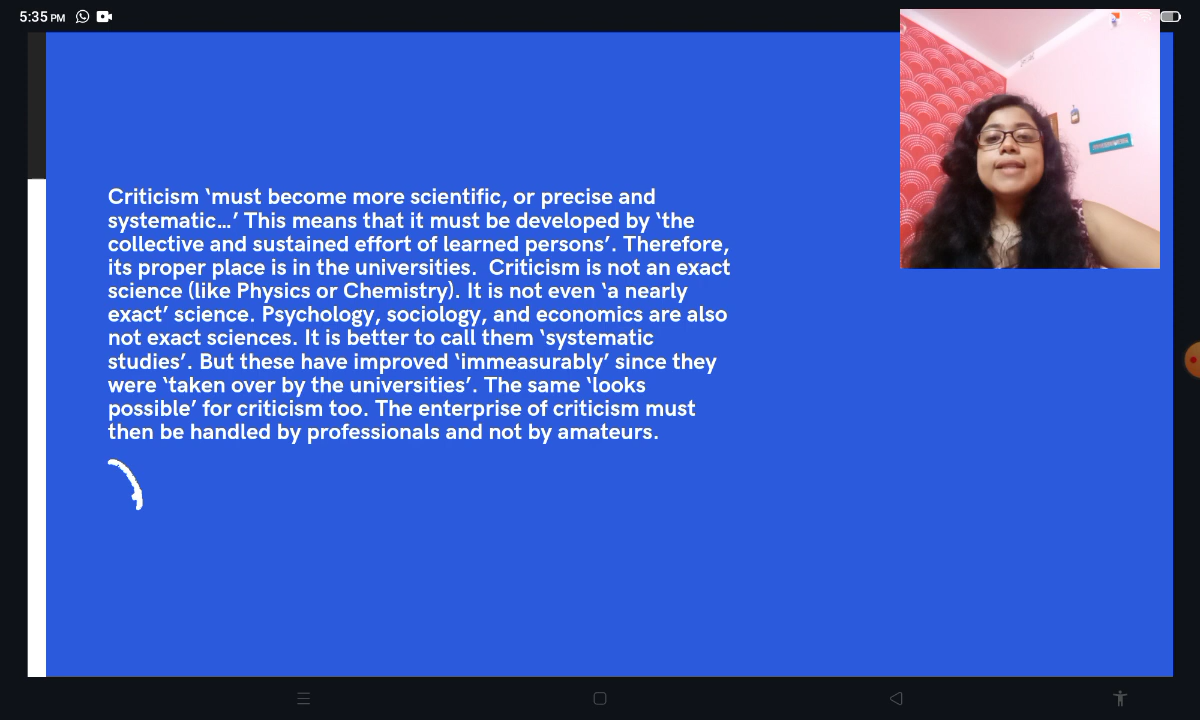 5:35 PM
Criticism ‘must become more scientific, or precise and
systematic...’ This means that it must be developed by ‘the
collective and sustained effort of learned persons’. Therefore,
its proper place is in the universities.  Criticism is not an exact
science (like Physics or Chemistry). It is not even ‘a nearly
exact’ science. Psychology, sociology, and economics are also
not exact sciences. It is better to call them ‘systematic
studies’. But these have improved ‘immeasurably’ since they
were ‘taken over by the universities’. The same ‘looks
possible’ for criticism too. The enterprise of criticism must
then be handled by professionals and not by amateurs.